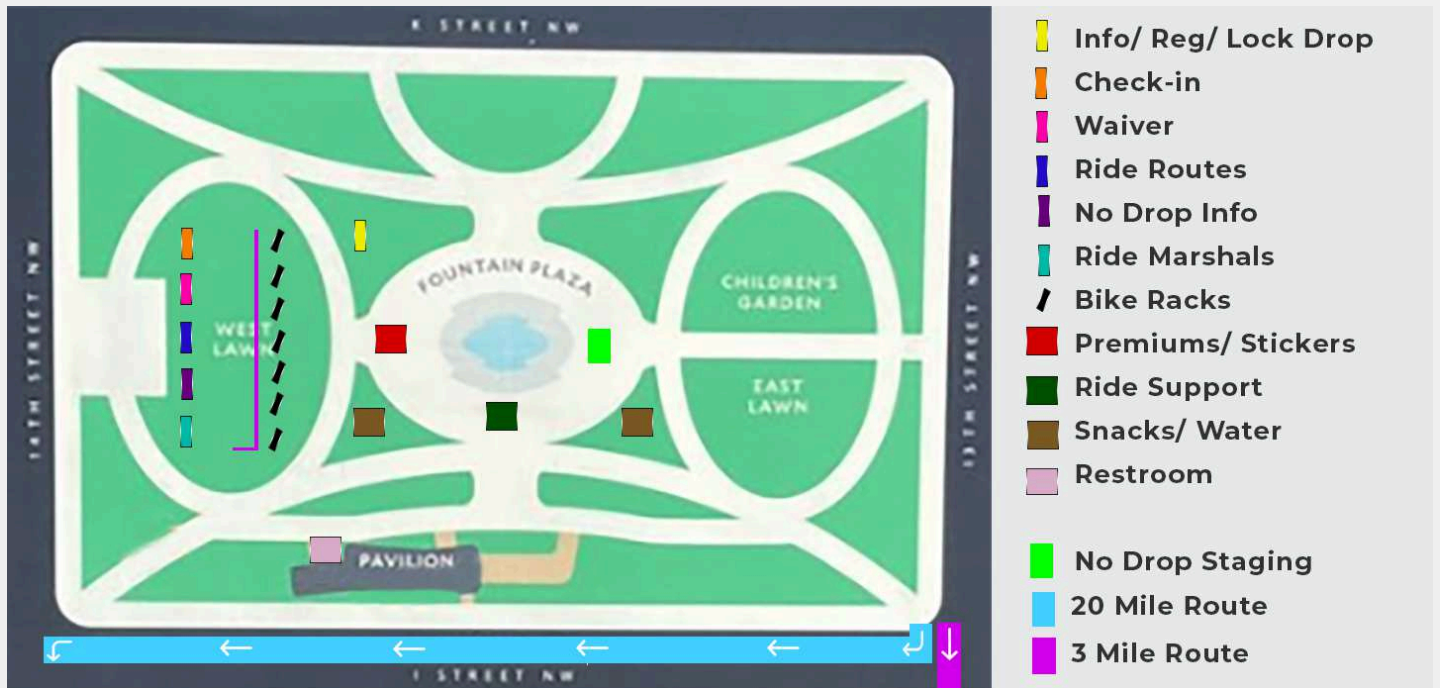 K STREET NW
14TH STREET NW
FOUNTAIN PLAZA
CHILDREN'S
GARDEN
WEST
LAWN
EAST
LAWN
13TH STREET NW
PAVILION
I STREET NW
Info/ Reg/ Lock Drop
Check-in
Waiver
Ride Routes
No Drop Info
Ride Marshals
Bike Racks
Premiums/ Stickers
Ride Support
Snacks/ Water
Restroom
No Drop Staging
20 Mile Route
3 Mile Route